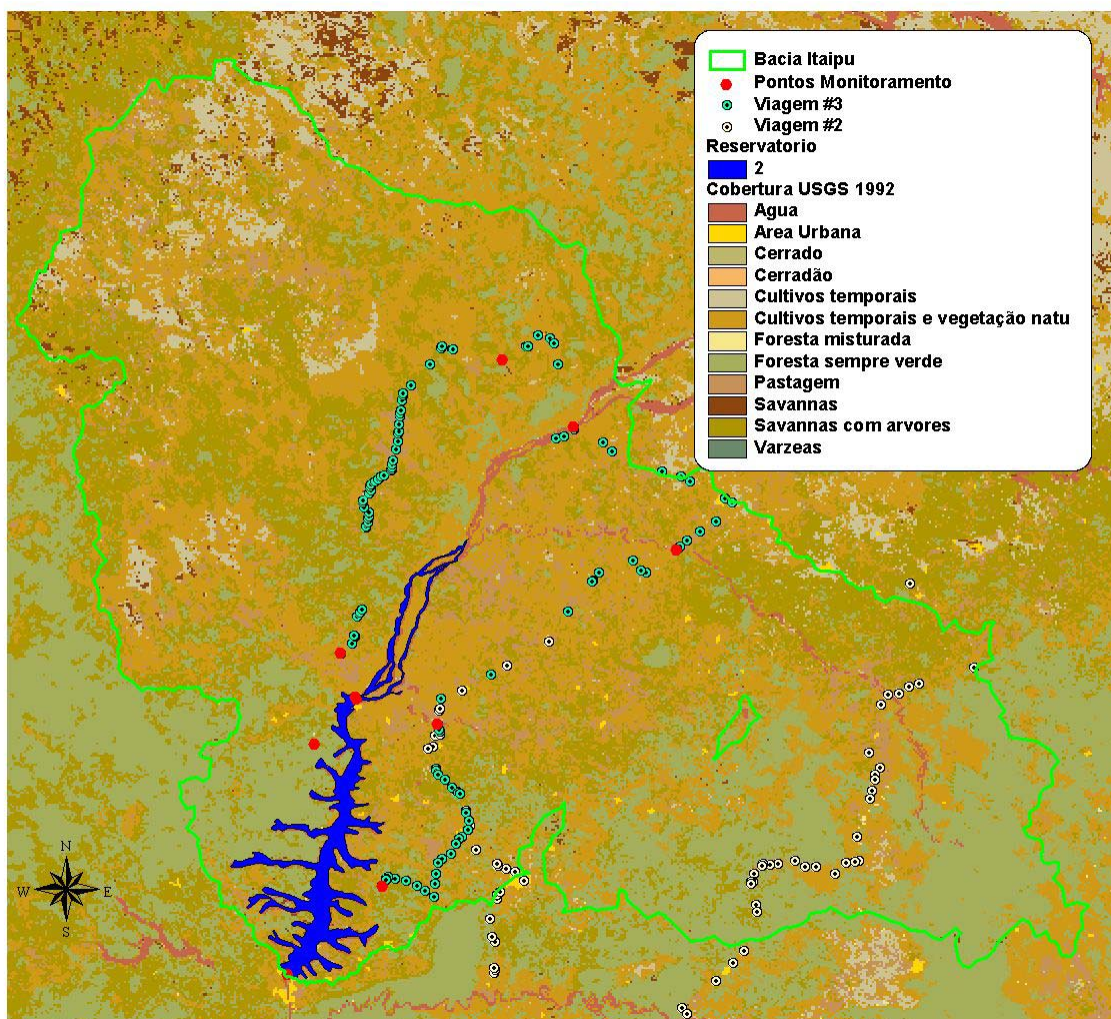 Bacia Itaipu
Pontos Monitoramento
Viagem #3
Viagem #2
Reservatorio
2
Cobertura USGS 1992
Agua
Area Urbana
Cerrado
Cerradão
Cultivos temporais
Cultivos temporais e vegetação natu
Foresta misturada
Foresta sempre verde
Pastagem
Savannas
Savannas com arvores
Varzeas
N
W E
S